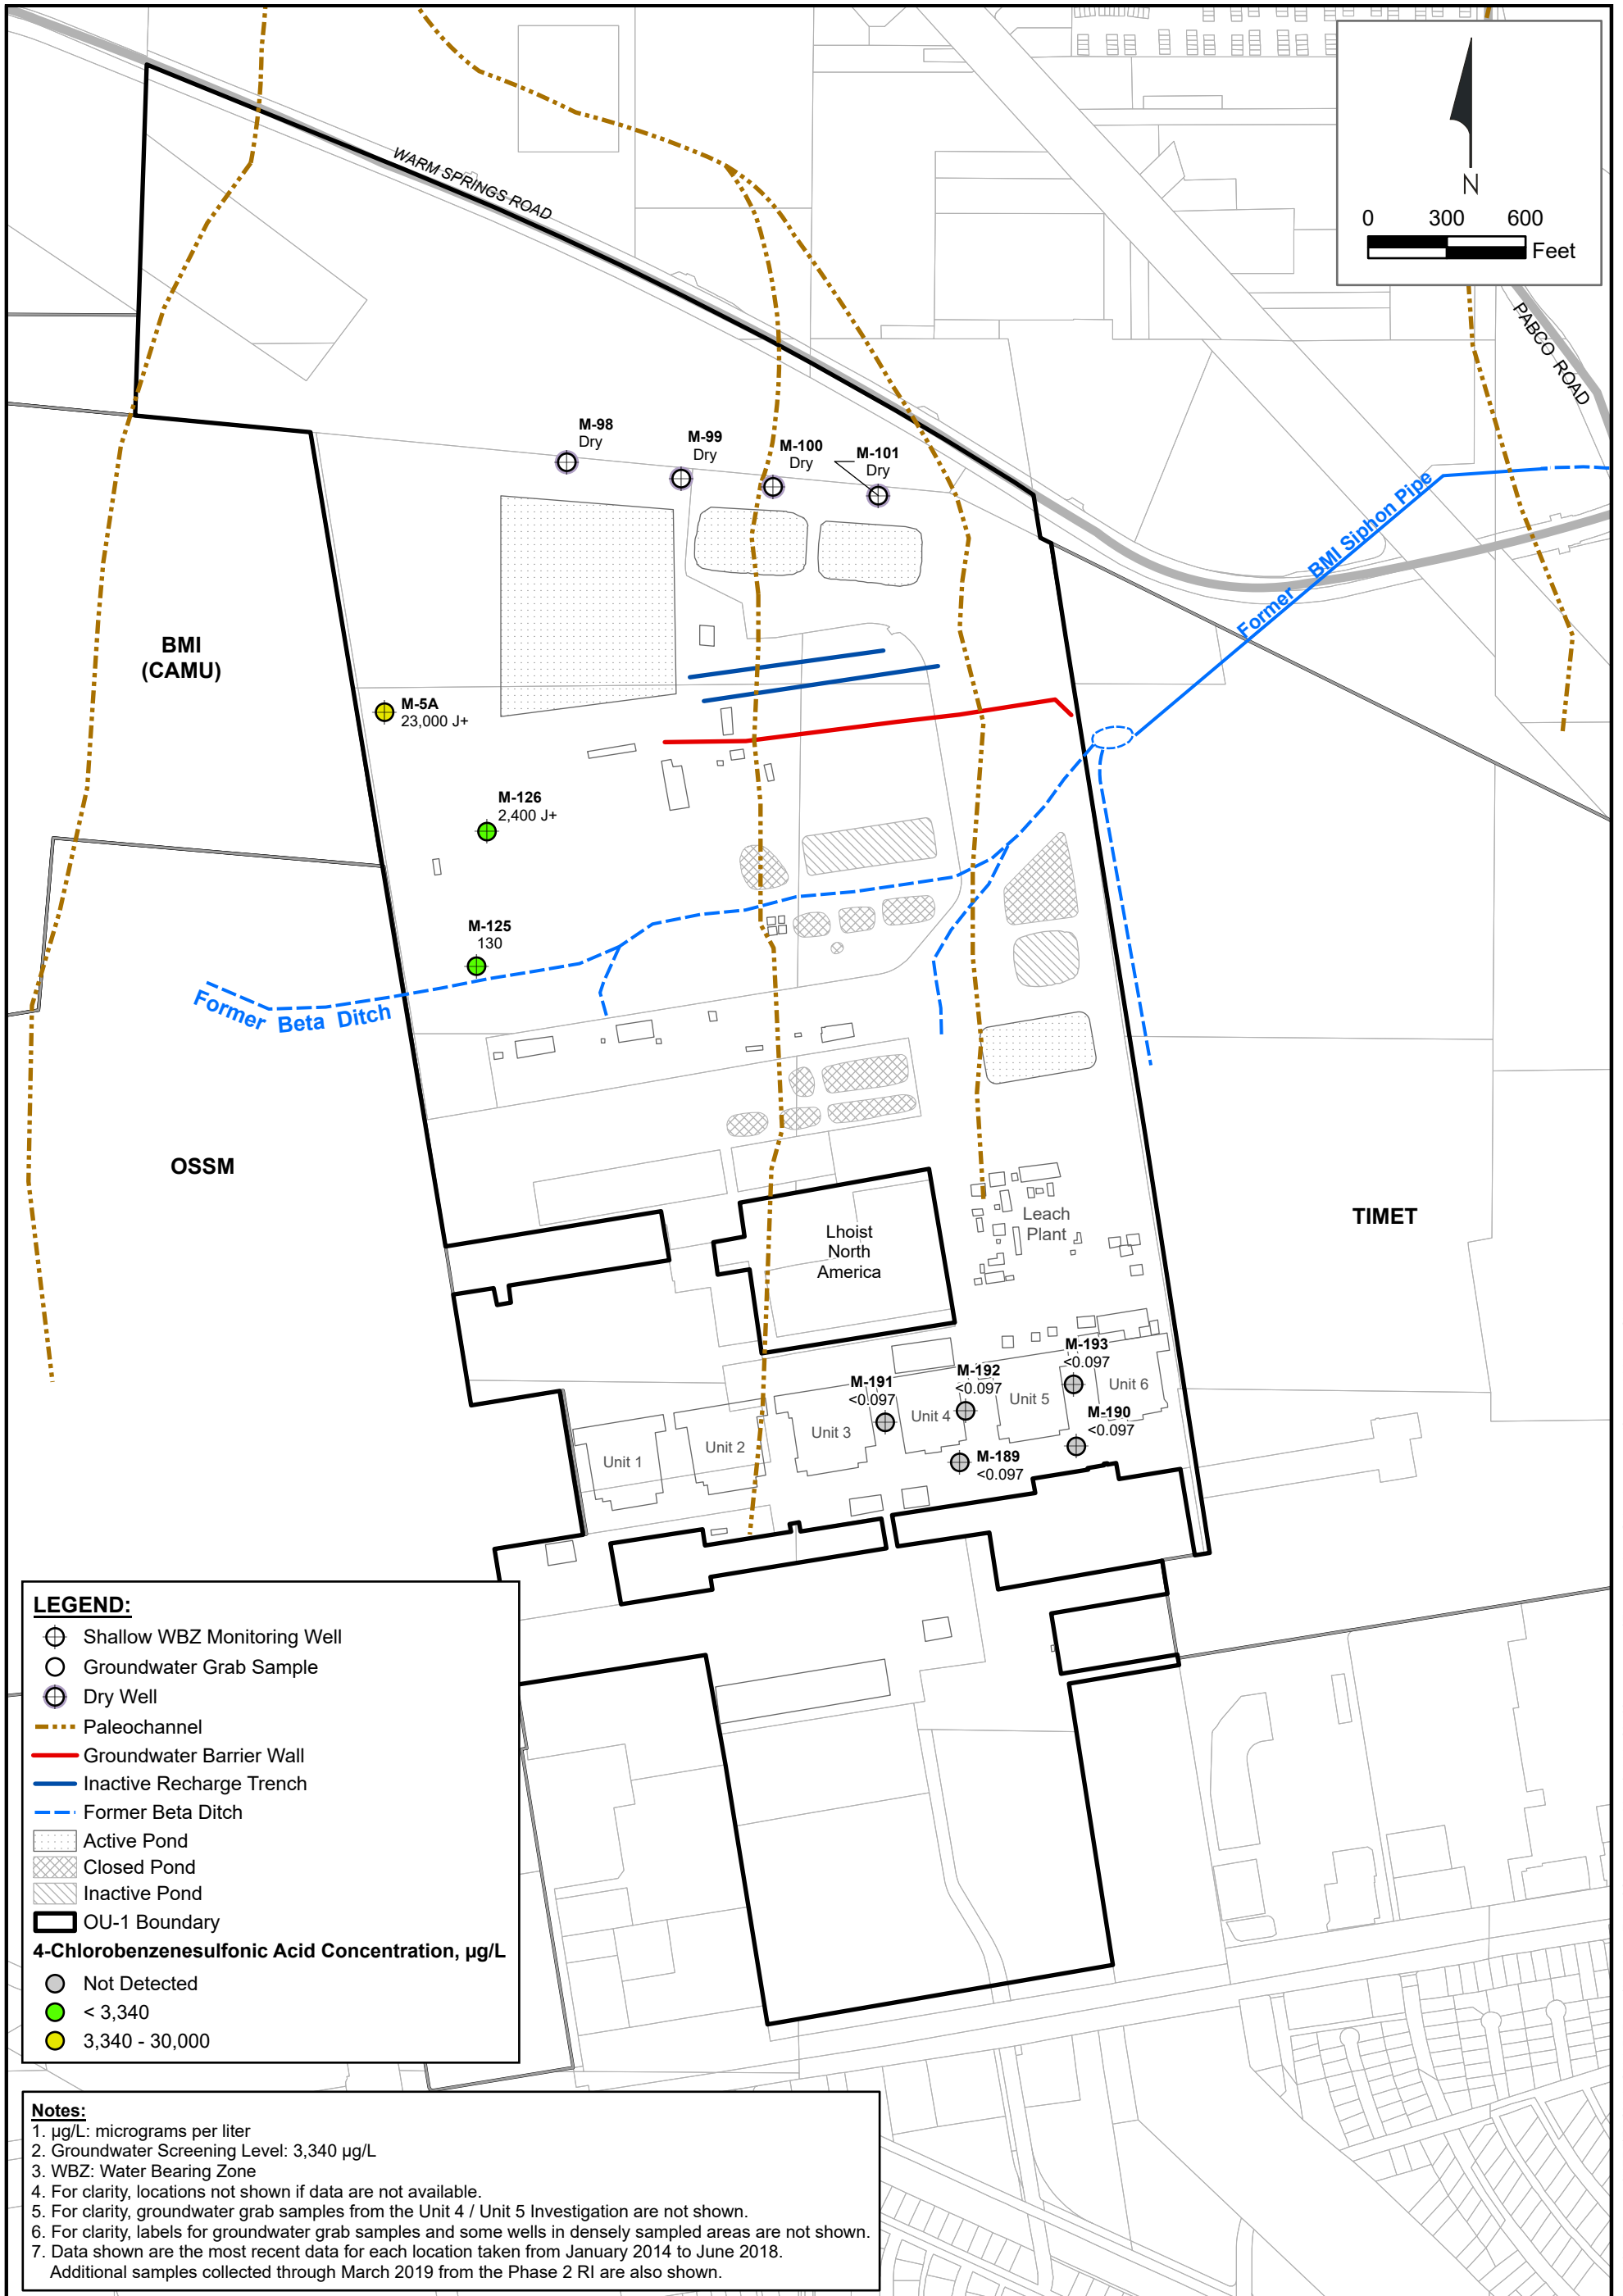 WARM SPRINGS ROAD
N
0 300 600
Feet
PABCO ROAD
M-98
Dry
M-99
Dry
M-100
Dry
M-101
Dry
Former BMI Siphon Pipe
BMI
(CAMU)
M-5A
23,000 J+
M-126
2,400 J+
M-125
130
Former Beta Ditch
OSSM
TIMET
Leach
Plant
Lhoist
North
America
M-193
<0.097
M-192
<0.097
M-191
<0.097
M-190
<0.097
M-189
<0.097
Unit 6
Unit 5
Unit 4
Unit 3
Unit 2
Unit 1
LEGEND:
Shallow WBZ Monitoring Well
Groundwater Grab Sample
Dry Well
Paleochannel
Groundwater Barrier Wall
Inactive Recharge Trench
Former Beta Ditch
Active Pond
Closed Pond
Inactive Pond
OU-1 Boundary
4-Chlorobenzenesulfonic Acid Concentration, µg/L
Not Detected
< 3,340
3,340 - 30,000
Notes:
1. µg/L: micrograms per liter
2. Groundwater Screening Level: 3,340 µg/L
3. WBZ: Water Bearing Zone
4. For clarity, locations not shown if data are not available.
5. For clarity, groundwater grab samples from the Unit 4 / Unit 5 Investigation are not shown.
6. For clarity, labels for groundwater grab samples and some wells in densely sampled areas are not shown.
7. Data shown are the most recent data for each location taken from January 2014 to June 2018.
Additional samples collected through March 2019 from the Phase 2 RI are also shown.